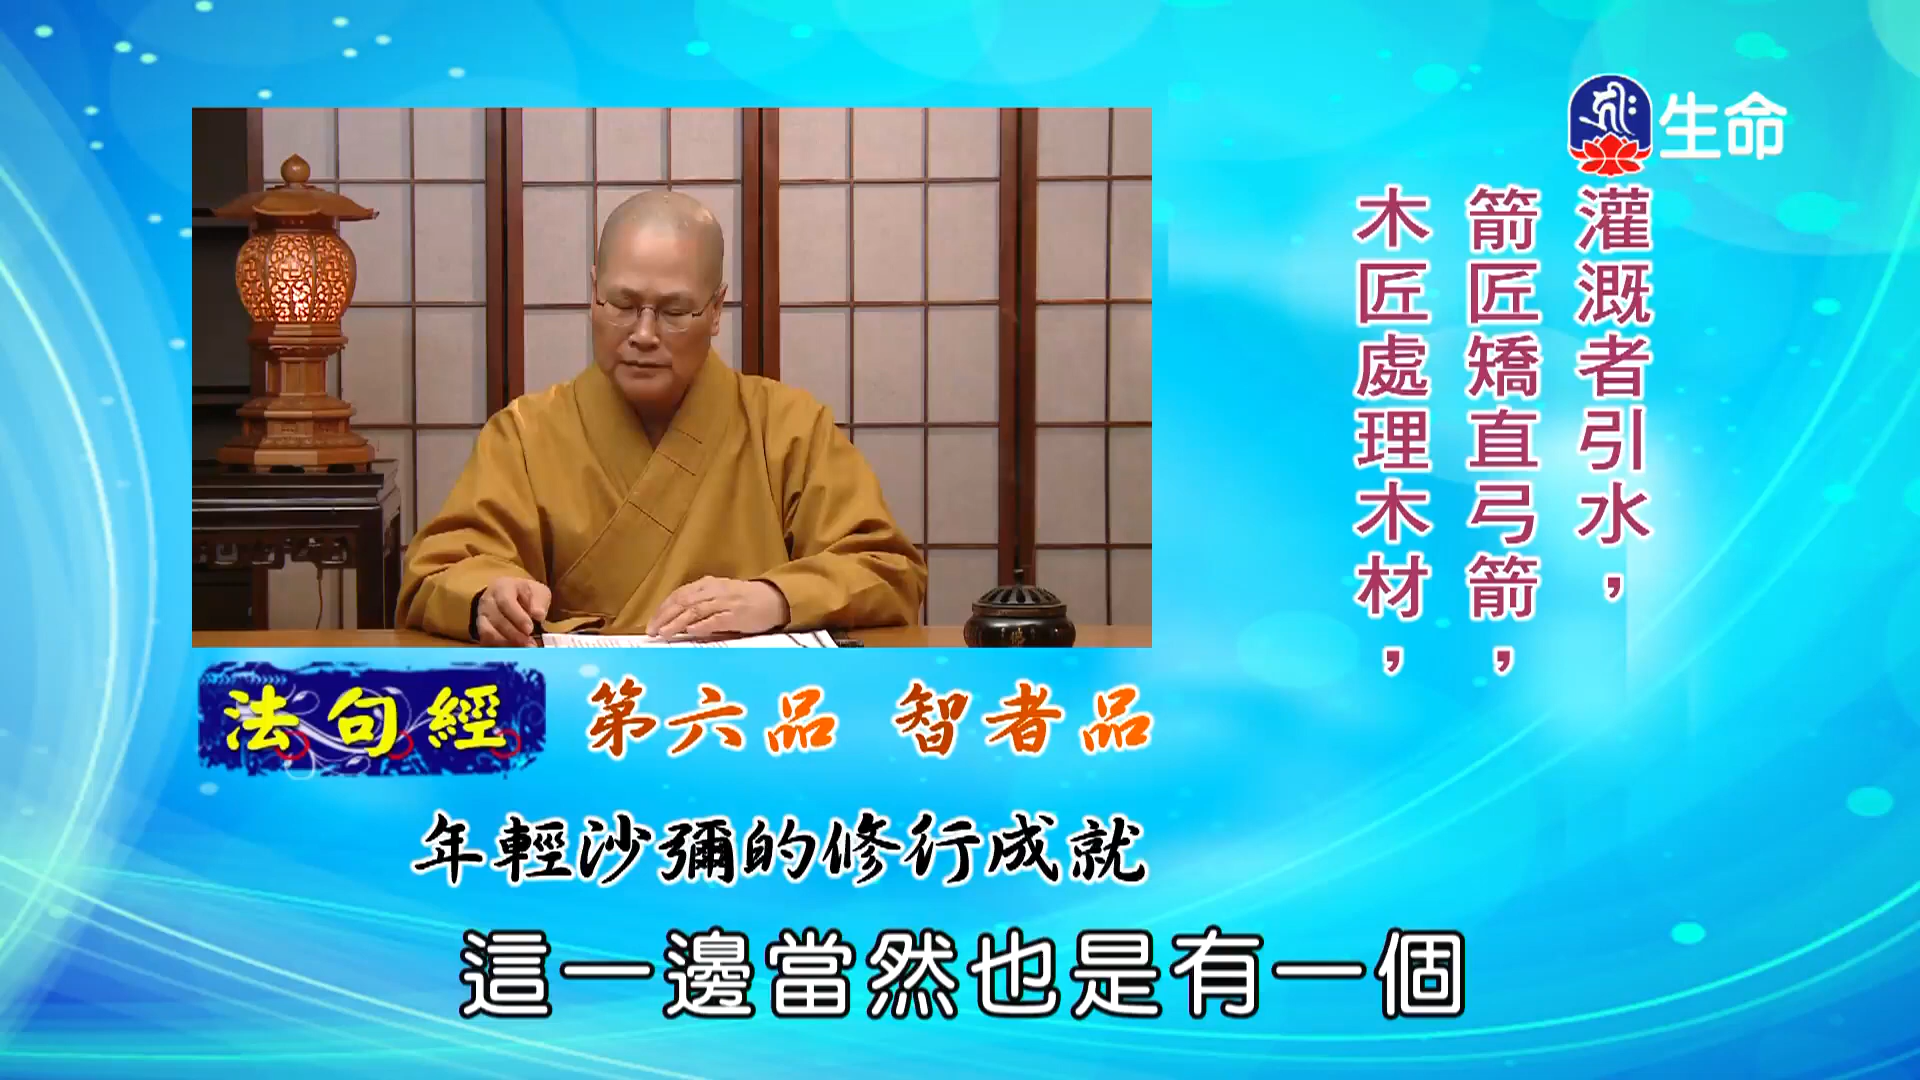 生命
灌溉者引水，
箭匠矯直弓箭，
木匠處理木材，
法句經
第六品 智者品
年輕沙彌的修行成就
這一邊當然也是有一個